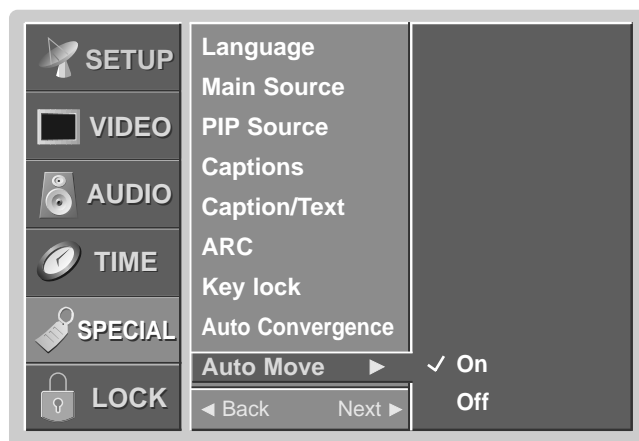 SETUP
VIDEO
AUDIO
TIME
SPECIAL
LOCK
Language
Main Source
PIP Source
Captions
Caption/Text
ARC
Key lock
Auto Convergence
Auto Move ►
◄ Back Next ►
✓ On
Off